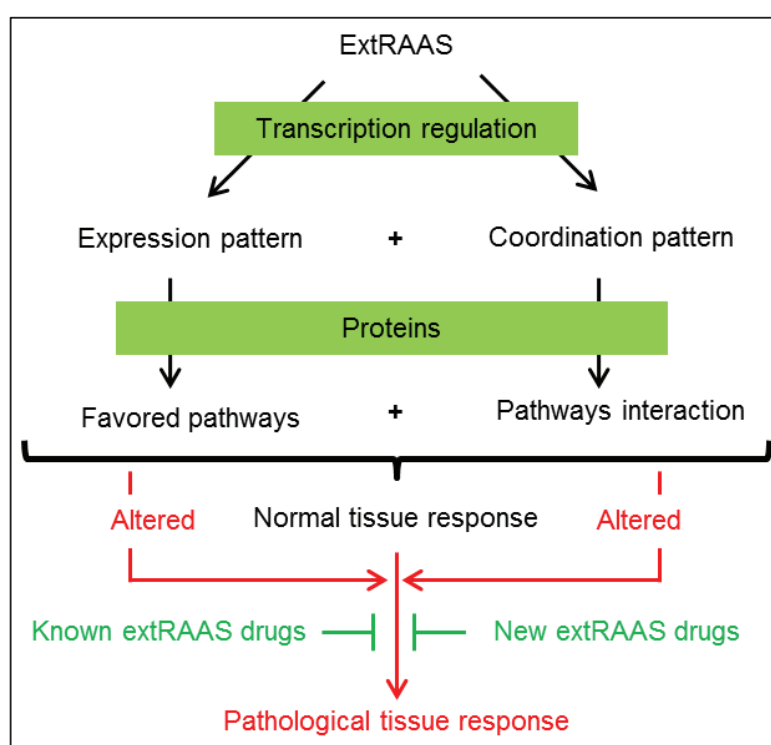 ExtRAAS
Transcription regulation
Expression pattern + Coordination pattern
Proteins
Favored pathways + Pathways interaction
Altered Normal tissue response Altered
Known extRAAS drugs New extRAAS drugs
Pathological tissue response